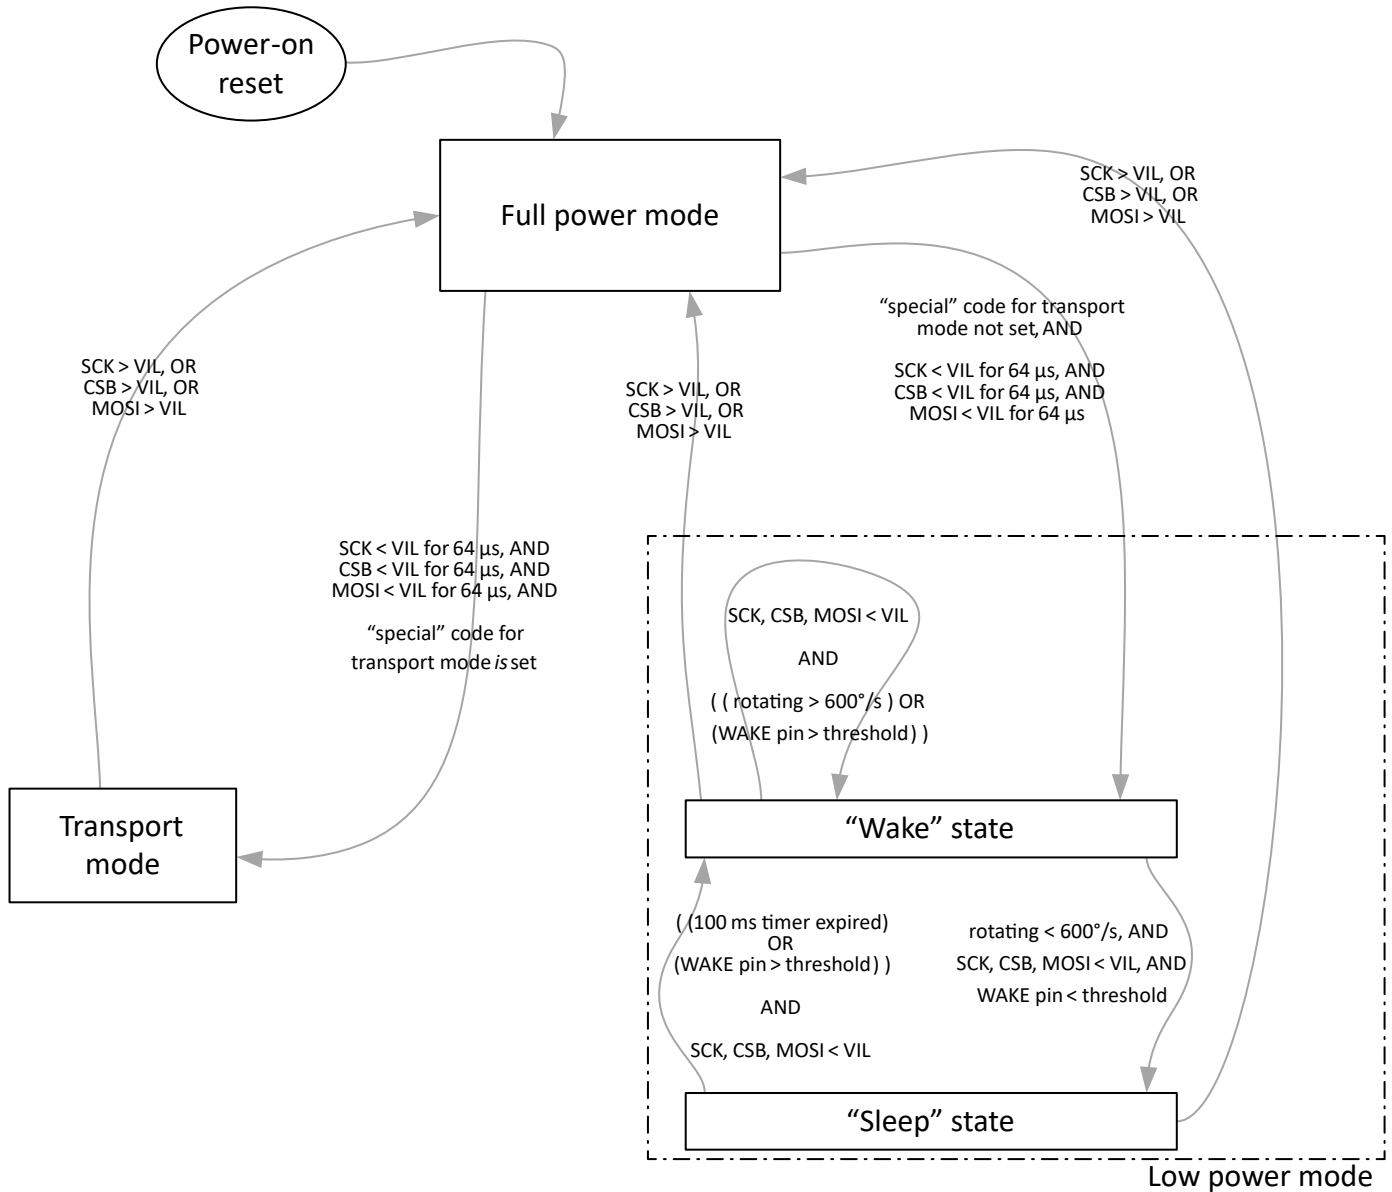 Power-on
reset
Full power mode
SCK > VIL, OR
CSB > VIL, OR
MOSI > VIL
"special" code for transport
mode not set, AND
SCK < VIL for 64 µs, AND
CSB < VIL for 64 µs, AND
MOSI < VIL for 64 µs
SCK > VIL, OR
CSB > VIL, OR
MOSI > VIL
SCK > VIL, OR
CSB > VIL, OR
MOSI > VIL
SCK < VIL for 64 µs, AND
CSB < VIL for 64 µs, AND
MOSI < VIL for 64 µs, AND
“special” code for
transport mode is set
SCK, CSB, MOSI < VIL
AND
( ( rotating > 600°/s ) OR
(WAKE pin > threshold) )
Transport
mode
“Wake” state
( (100 ms timer expired)
OR
(WAKE pin > threshold) )
AND
SCK, CSB, MOSI < VIL
rotating < 600°/s, AND
SCK, CSB, MOSI < VIL, AND
WAKE pin < threshold
“Sleep” state
Low power mode